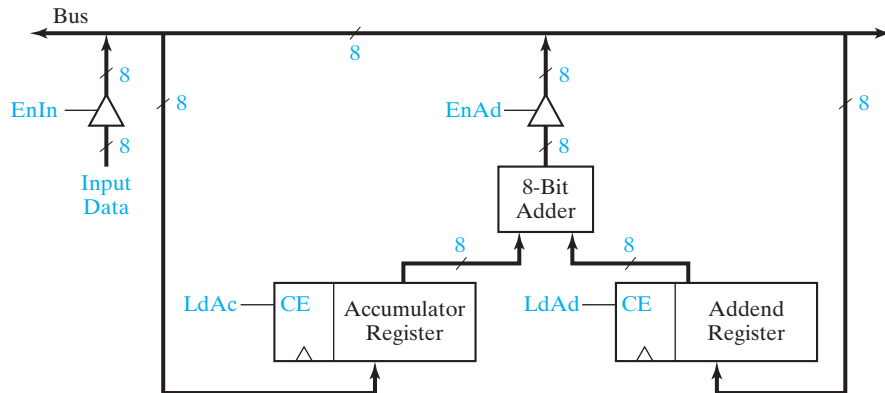 Bus
8
8
8
8
8
8
EnIn
EnAd
8
8
Input
Data
8-Bit
Adder
8
8
LdAc
CE
Accumulator
Register
LdAd
CE
Addend
Register